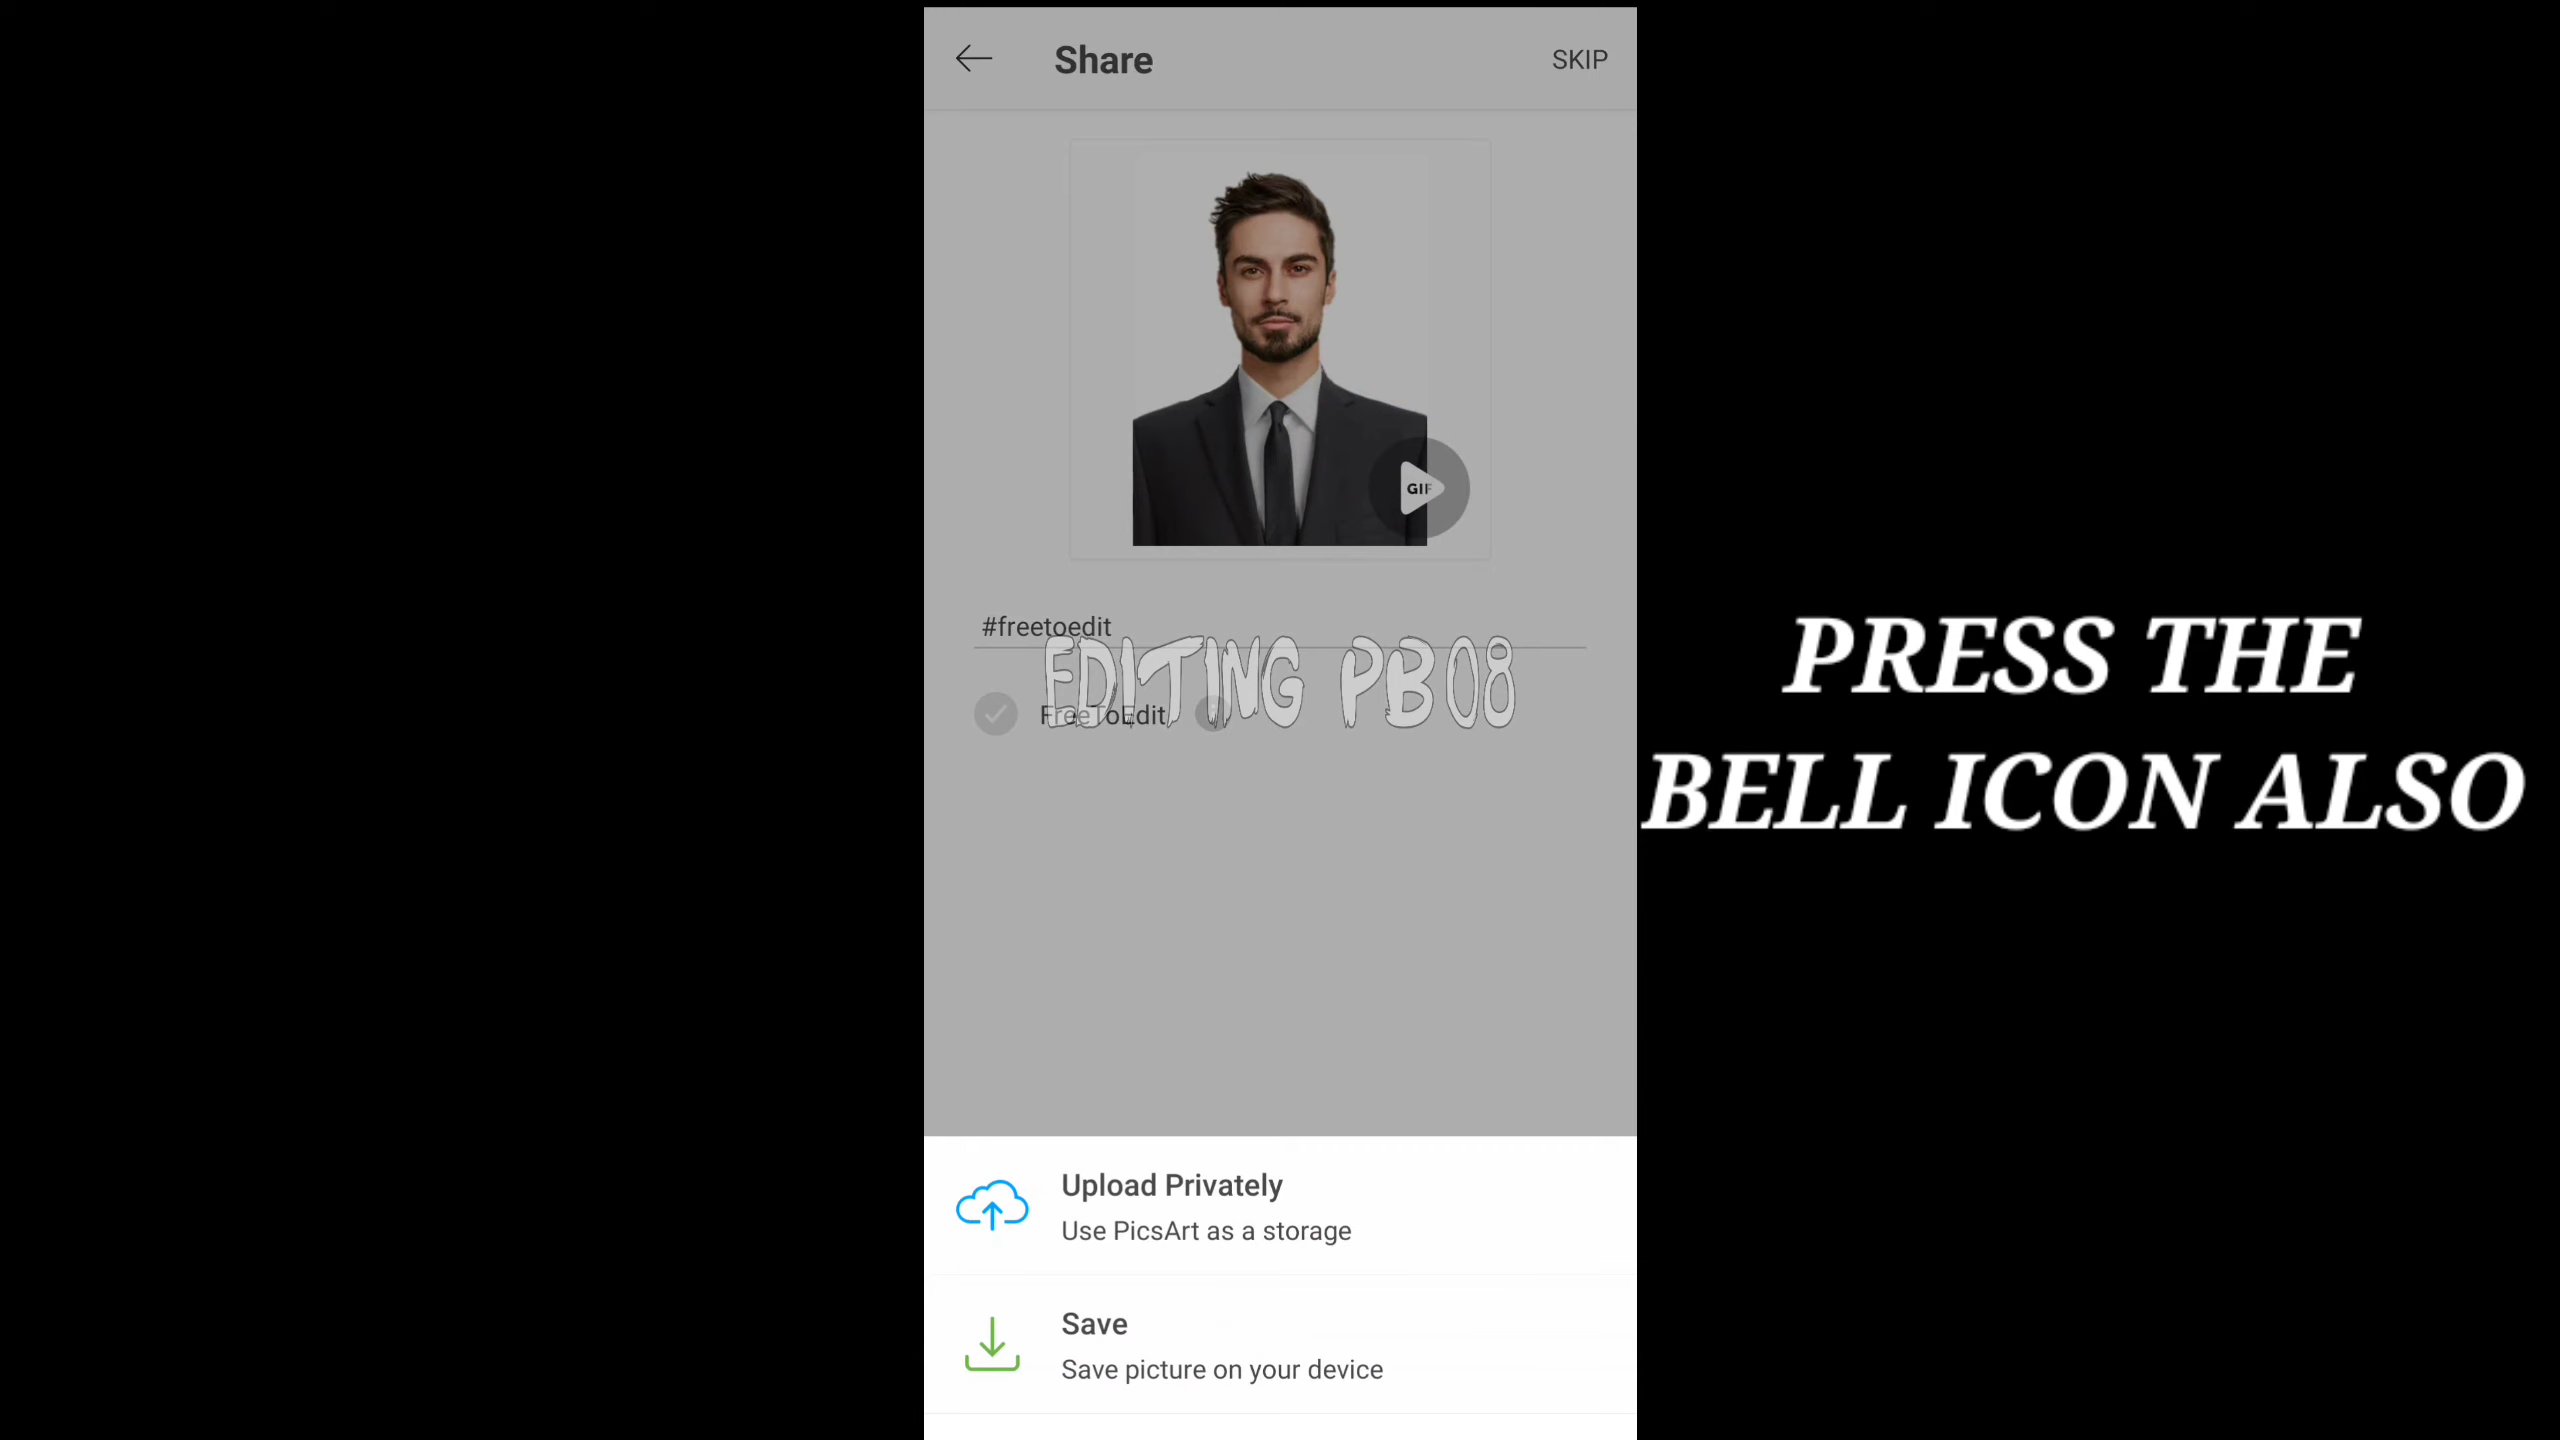 Share
SKIP
GIF
#freetoedit
EDITING PB08
FreeToEdit
PRESS THE
BELL ICON ALSO
Upload Privately
Use PicsArt as a storage
Save
Save picture on your device